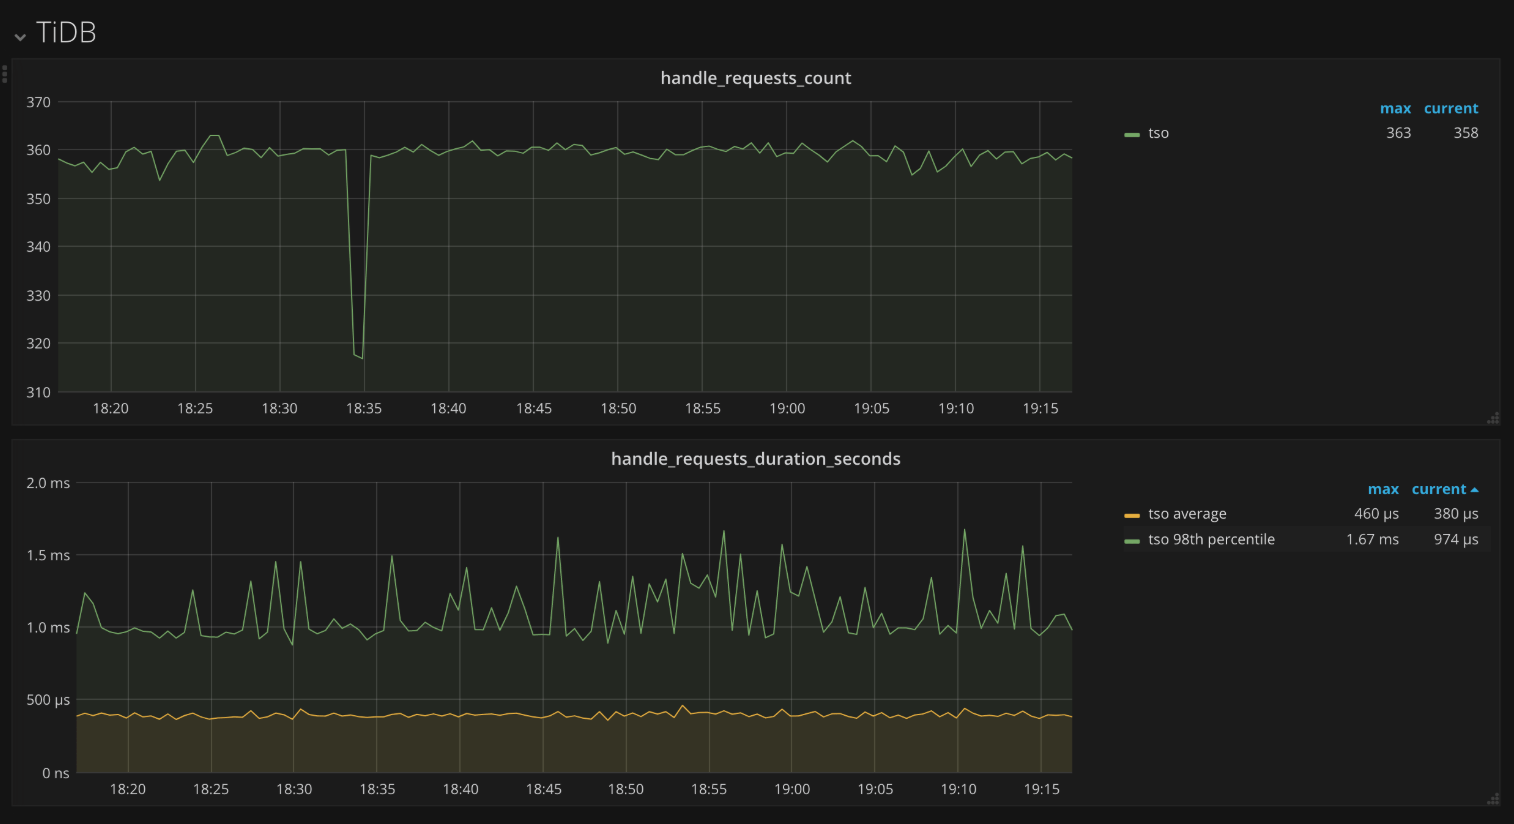 TiDB
handle_requests_count
max current
tso 363 358
370
360
350
340
330
320
310
18:20 18:25 18:30 18:35 18:40 18:45 18:50 18:55 19:00 19:05 19:10 19:15
handle_requests_duration_seconds
max current
tso average 460 µs 380 µs
tso 98th percentile 1.67 ms 974 µs
2.0 ms
1.5 ms
1.0 ms
500 µs
0 ns
18:20 18:25 18:30 18:35 18:40 18:45 18:50 18:55 19:00 19:05 19:10 19:15